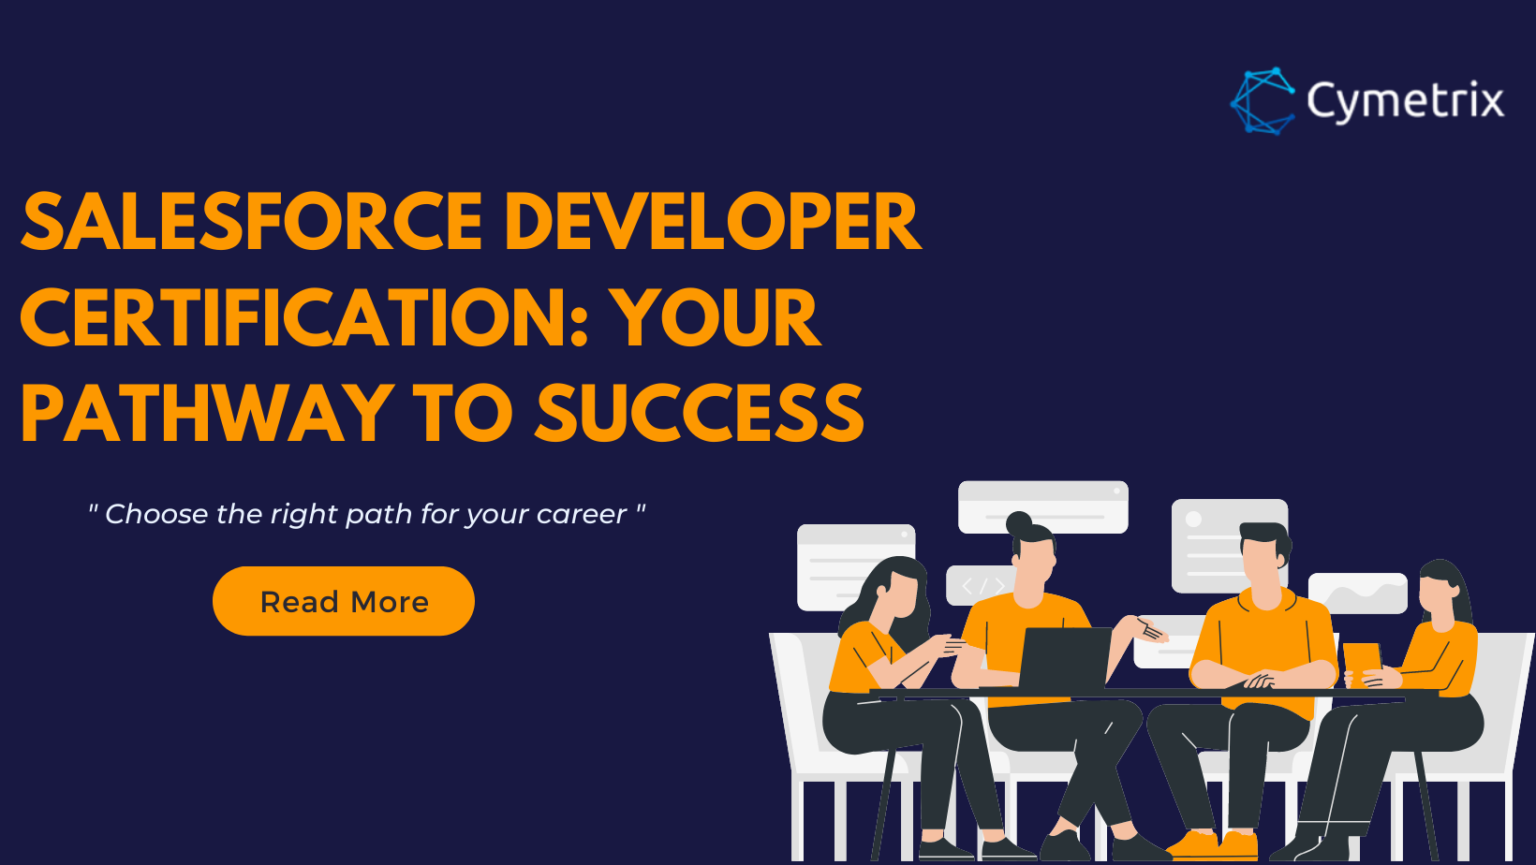 Cymetrix
SALESFORCE DEVELOPER
CERTIFICATION: YOUR
PATHWAY TO SUCCESS
" Choose the right path for your career "
Read More
</>